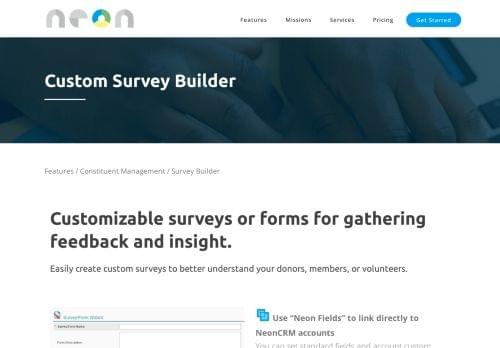 neon
Features Missions Services Pricing Get Started
Custom Survey Builder
Features / Constituent Management / Survey Builder
Customizable surveys or forms for gathering
feedback and insight.
Easily create custom surveys to better understand your donors, members, or volunteers.
Survey/Form Wizard
* Survey/Form Name
Form Description
Use “Neon Fields” to link directly to
NeonCRM accounts
You can set standard fields and account custom